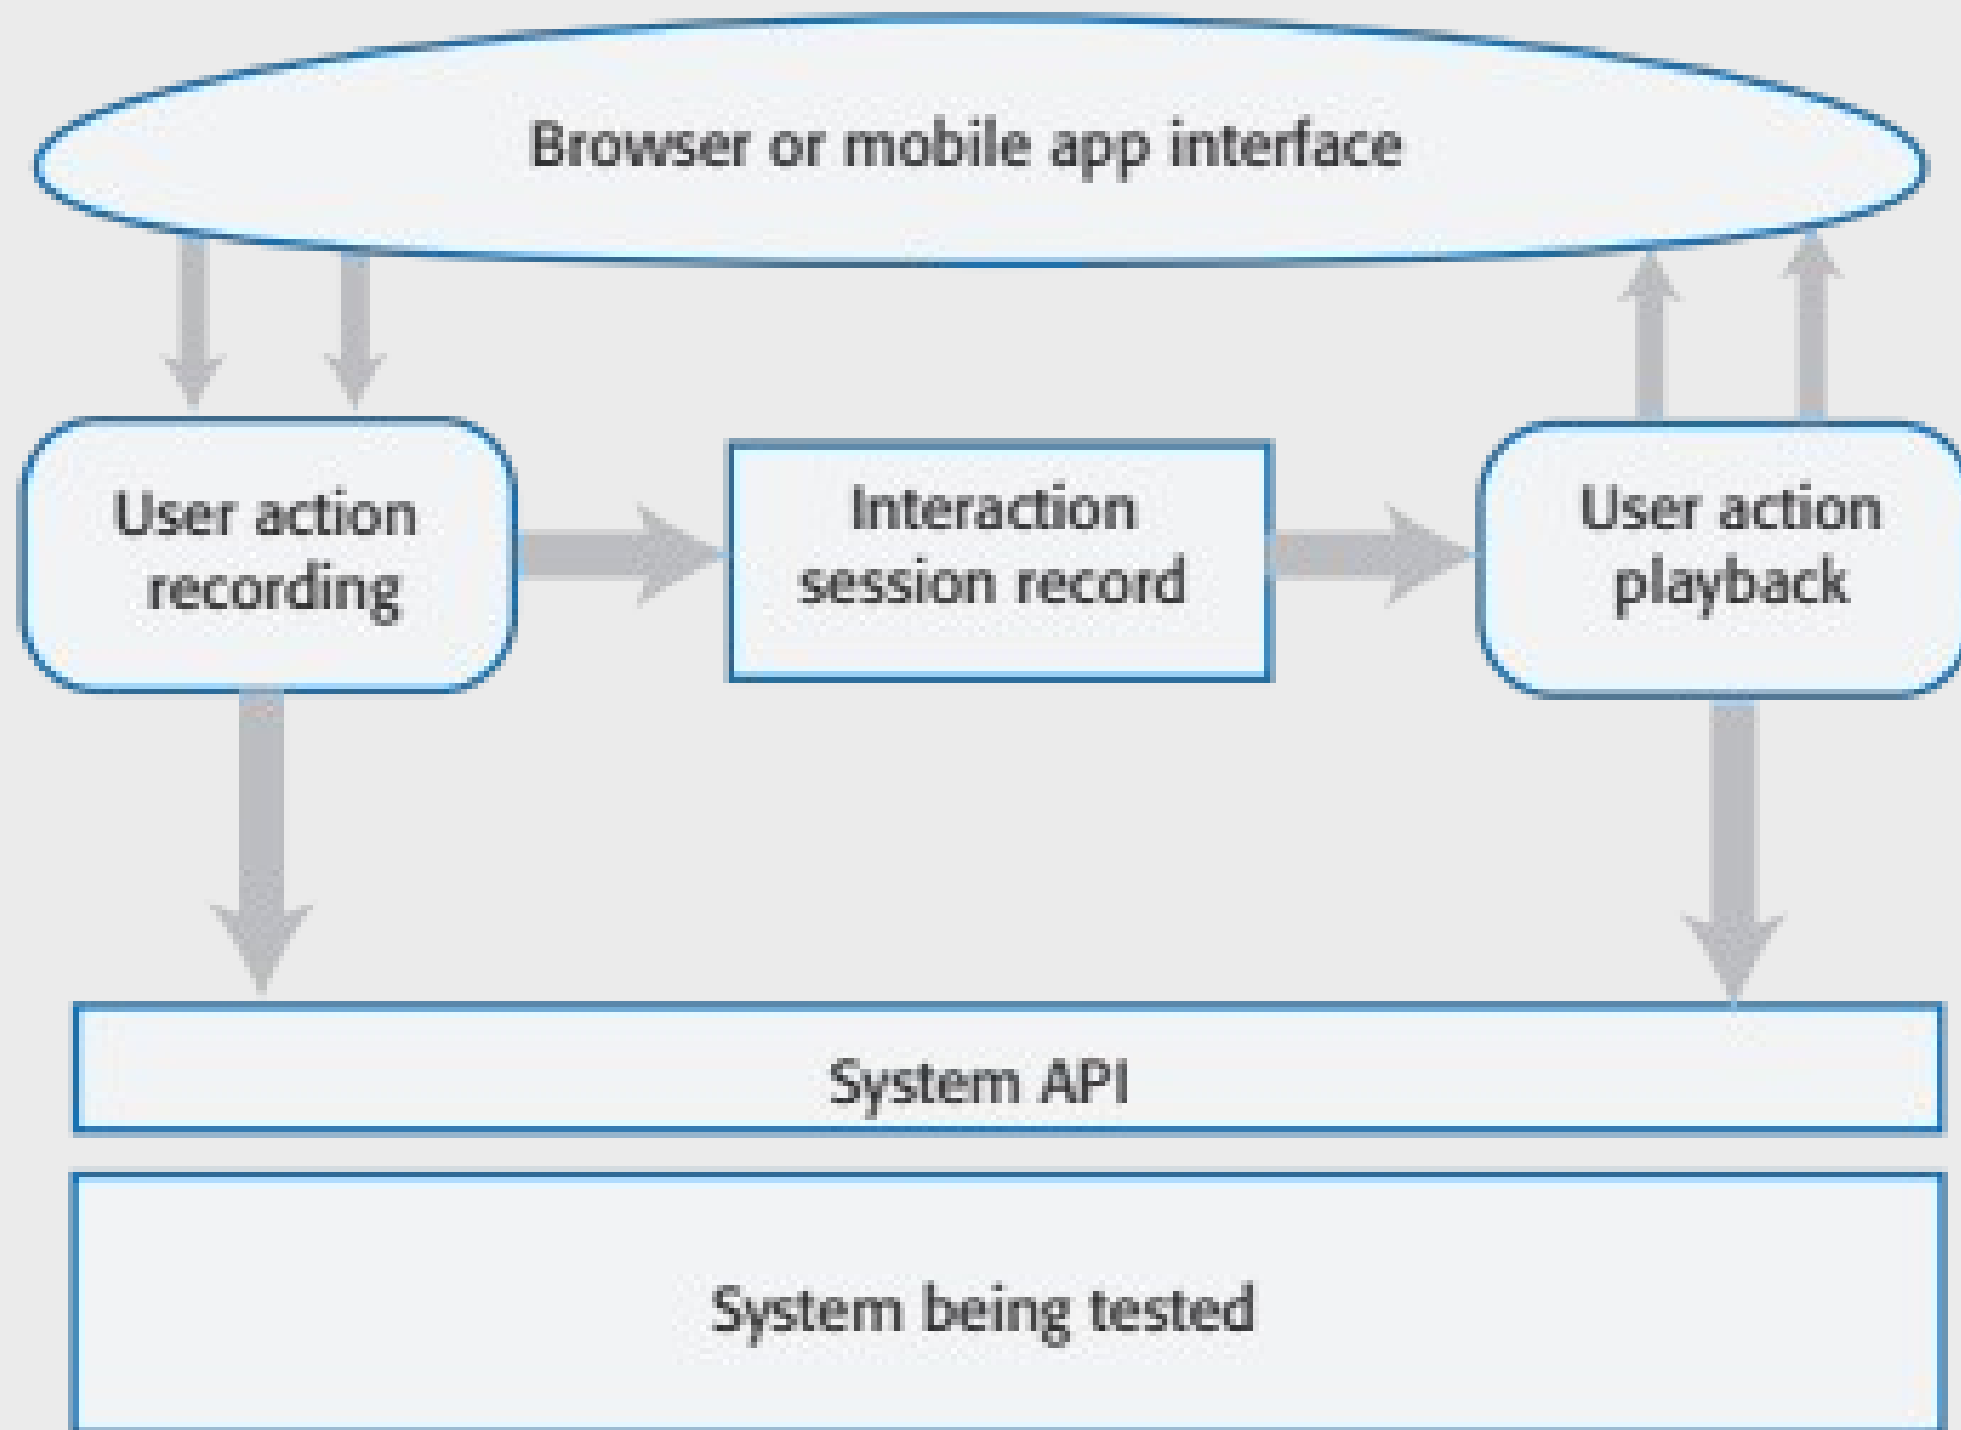 Browser or mobile app interface
User action
recording
Interaction
session record
User action
playback
System API
System being tested